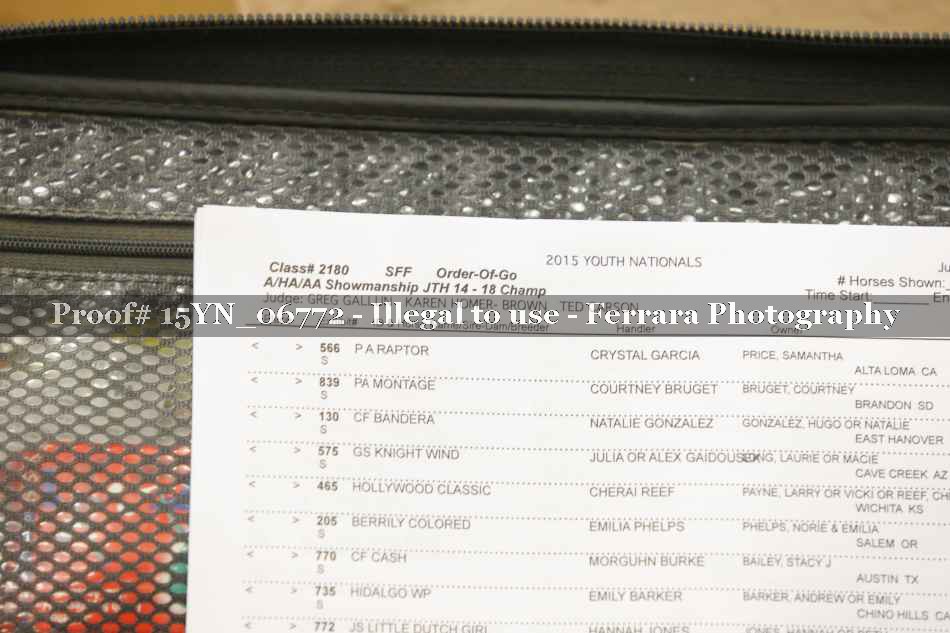 2015 YOUTH NATIONALS
Class# 2180 SFF Order-Of-Go
A/HA/AA Showmanship JTH 14 - 18 Champ
# Horses Shown:
Time Start:
Judge: GREG GALLUN KAREN HOMER- BROWN TED CARSON
Proof# 15YN_06772 - Illegal to use - Ferrara Photography
Handler Owner
< > 566 P A RAPTOR CRYSTAL GARCIA PRICE, SAMANTHA
S ALTA LOMA CA
< > 839 PA MONTAGE COURTNEY BRUGET BRUGET, COURTNEY
S BRANDON SD
< > 130 CF BANDERA NATALIE GONZALEZ GONZALEZ, HUGO OR NATALIE
S EAST HANOVER
< > 575 GS KNIGHT WIND JULIA OR ALEX GAIDOUSEK LONG, LAURIE OR MACIE
S CAVE CREEK AZ
< > 465 HOLLYWOOD CLASSIC CHERAI REEF PAYNE, LARRY OR VICKI OR REEF, CH
WICHITA KS
< > 205 BERRILY COLORED EMILIA PHELPS PHELPS, NORIE & EMILIA
S SALEM OR
< > 770 CF CASH MORGUHN BURKE BAILEY, STACY J
S AUSTIN TX
< > 735 HIDALGO WP EMILY BARKER BARKER, ANDREW OR EMILY
S CHINO HILLS CA
< > 772 JS LITTLE DUTCH GIRL HANNAH JONES